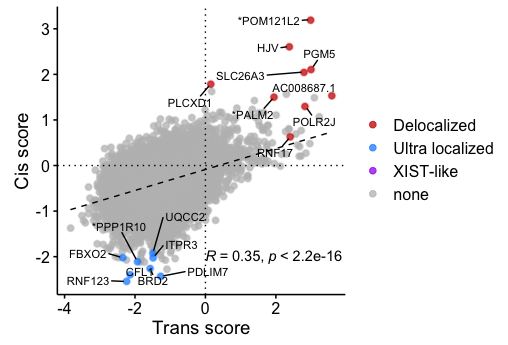 *POM121L2
HJV
PGM5
SLC26A3
AC008687.1
PLCXD1
*PALM2
POLR2J
RNF17
UQCC2
*PPP1R10
ITPR3
FBXO2
CFL1
PDLIM7
RNF123
BRD2
R = 0.35, p < 2.2e-16
3
2
1
0
-1
-2
-4
-2
0
2
Cis score
Trans score
Delocalized
Ultra localized
XIST-like
none